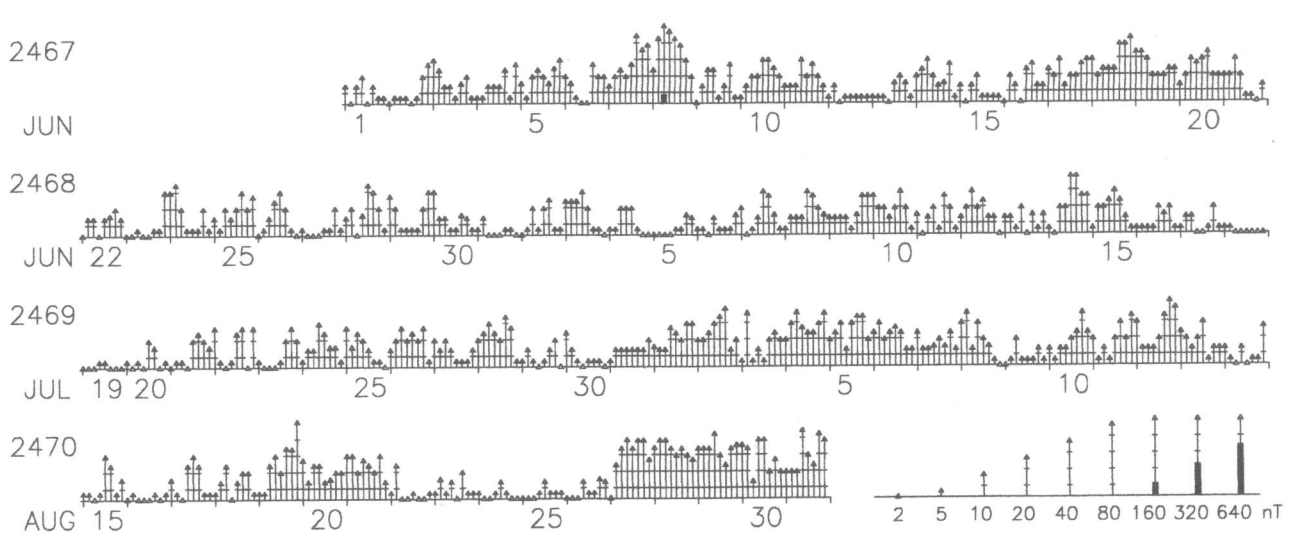 2467
JUN 1 5 10 15 20
2468
JUN 22 25 30 5 10 15
2469
JUL 19 20 25 30 5 10
2470
AUG 15 20 25 30
2 5 10 20 40 80 160 320 640 nT